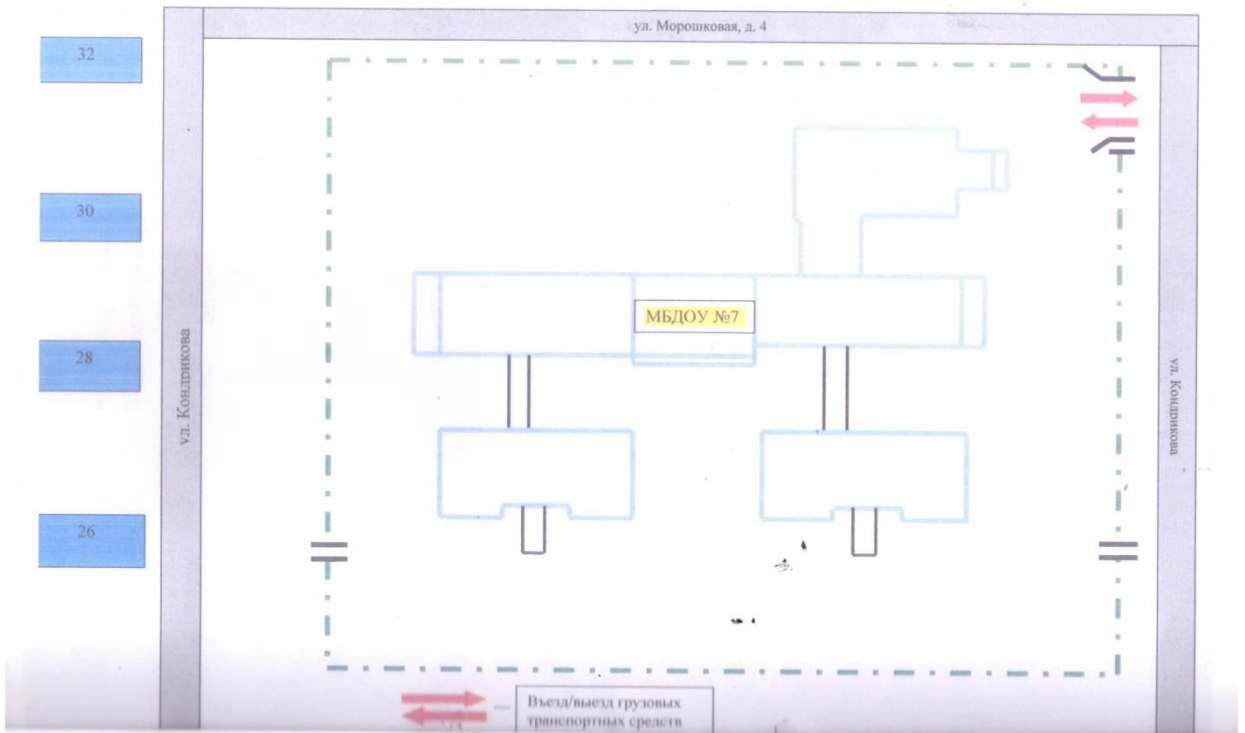 ул. Морошковая, д. 4
32
30
28
26
ул. Кондрикова
МБДОУ №7
ул. Кондрикова
Въезд/выезд грузовых
транспортных средств